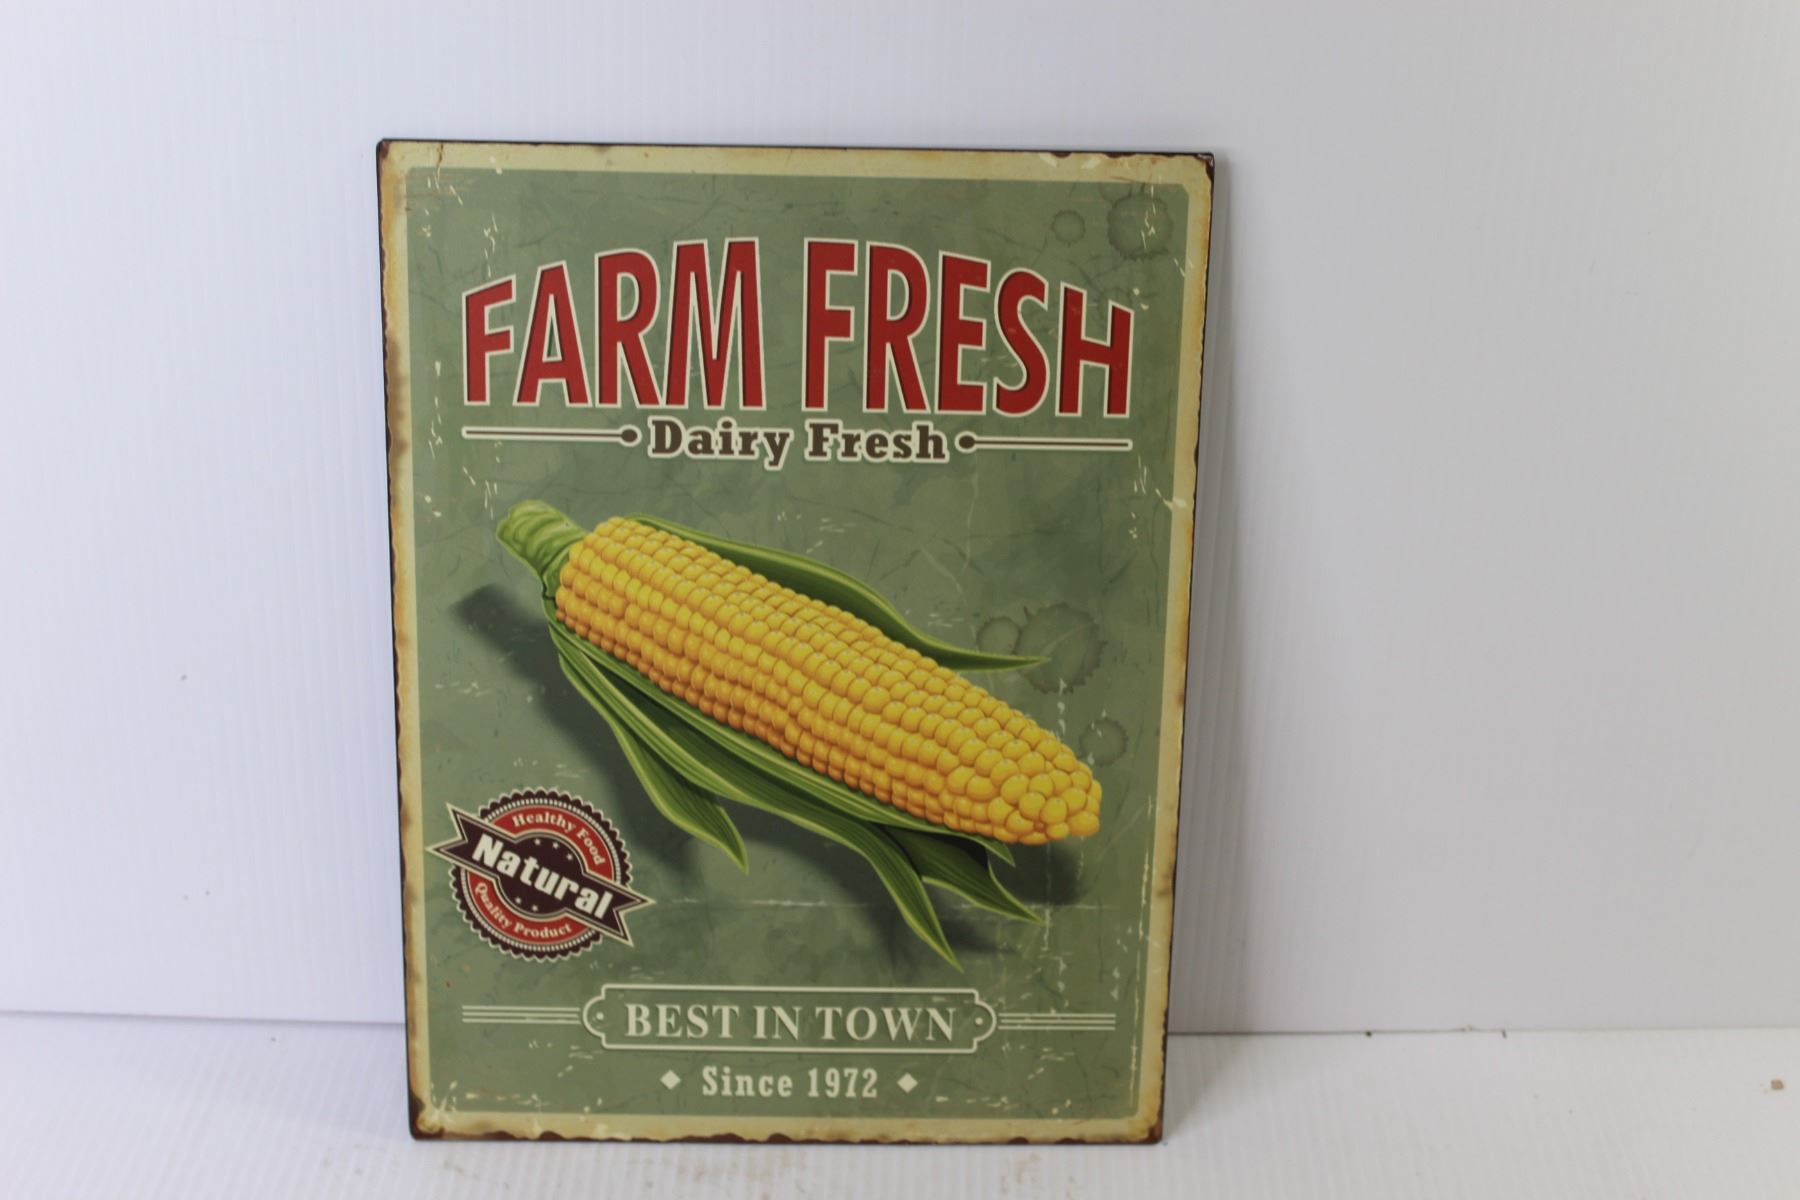 FARM FRESH
Dairy Fresh
Healthy Food
Natural
Quality Product
BEST IN TOWN
Since 1972